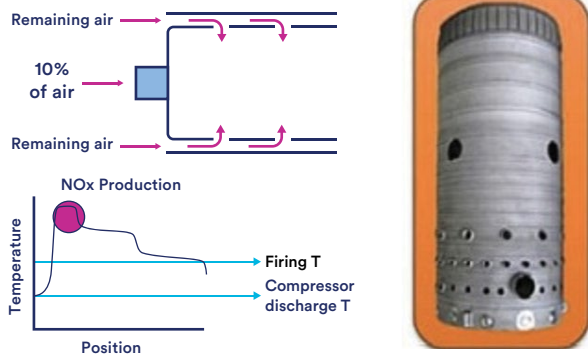 Remaining air
10%
of air
Remaining air
NOx Production
Temperature
Firing T
Compressor
discharge T
Position